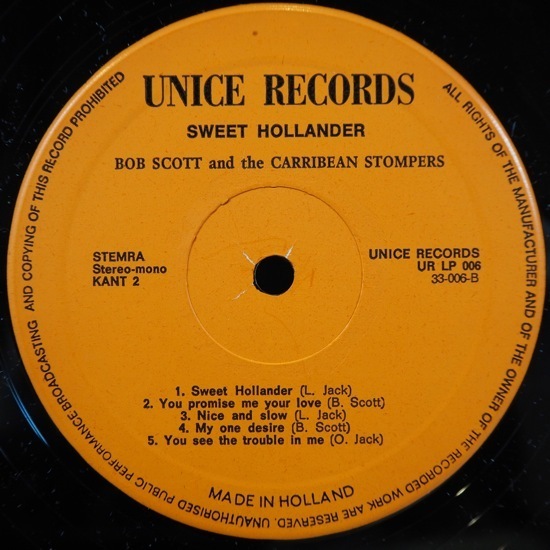 UNICE RECORDS
SWEET HOLLANDER
BOB SCOTT and the CARRIBEAN STOMPERS
STEMRA
Stereo-mono
KANT 2
UNICE RECORDS
UR LP 006
33-006-B
1. Sweet Hollander (L. Jack)
2. You promise me your love (B. Scott)
3. Nice and slow (L. Jack)
4. My one desire (B. Scott)
5. You see the trouble in me (O. Jack)
MADE IN HOLLAND
ALL RIGHTS OF THE MANUFACTURER AND OF THE OWNER OF THE RECORDED WORK ARE RESERVED. UNAUTHORISED PUBLIC PERFORMANCE BROADCASTING AND COPYING OF THIS RECORD PROHIBITED